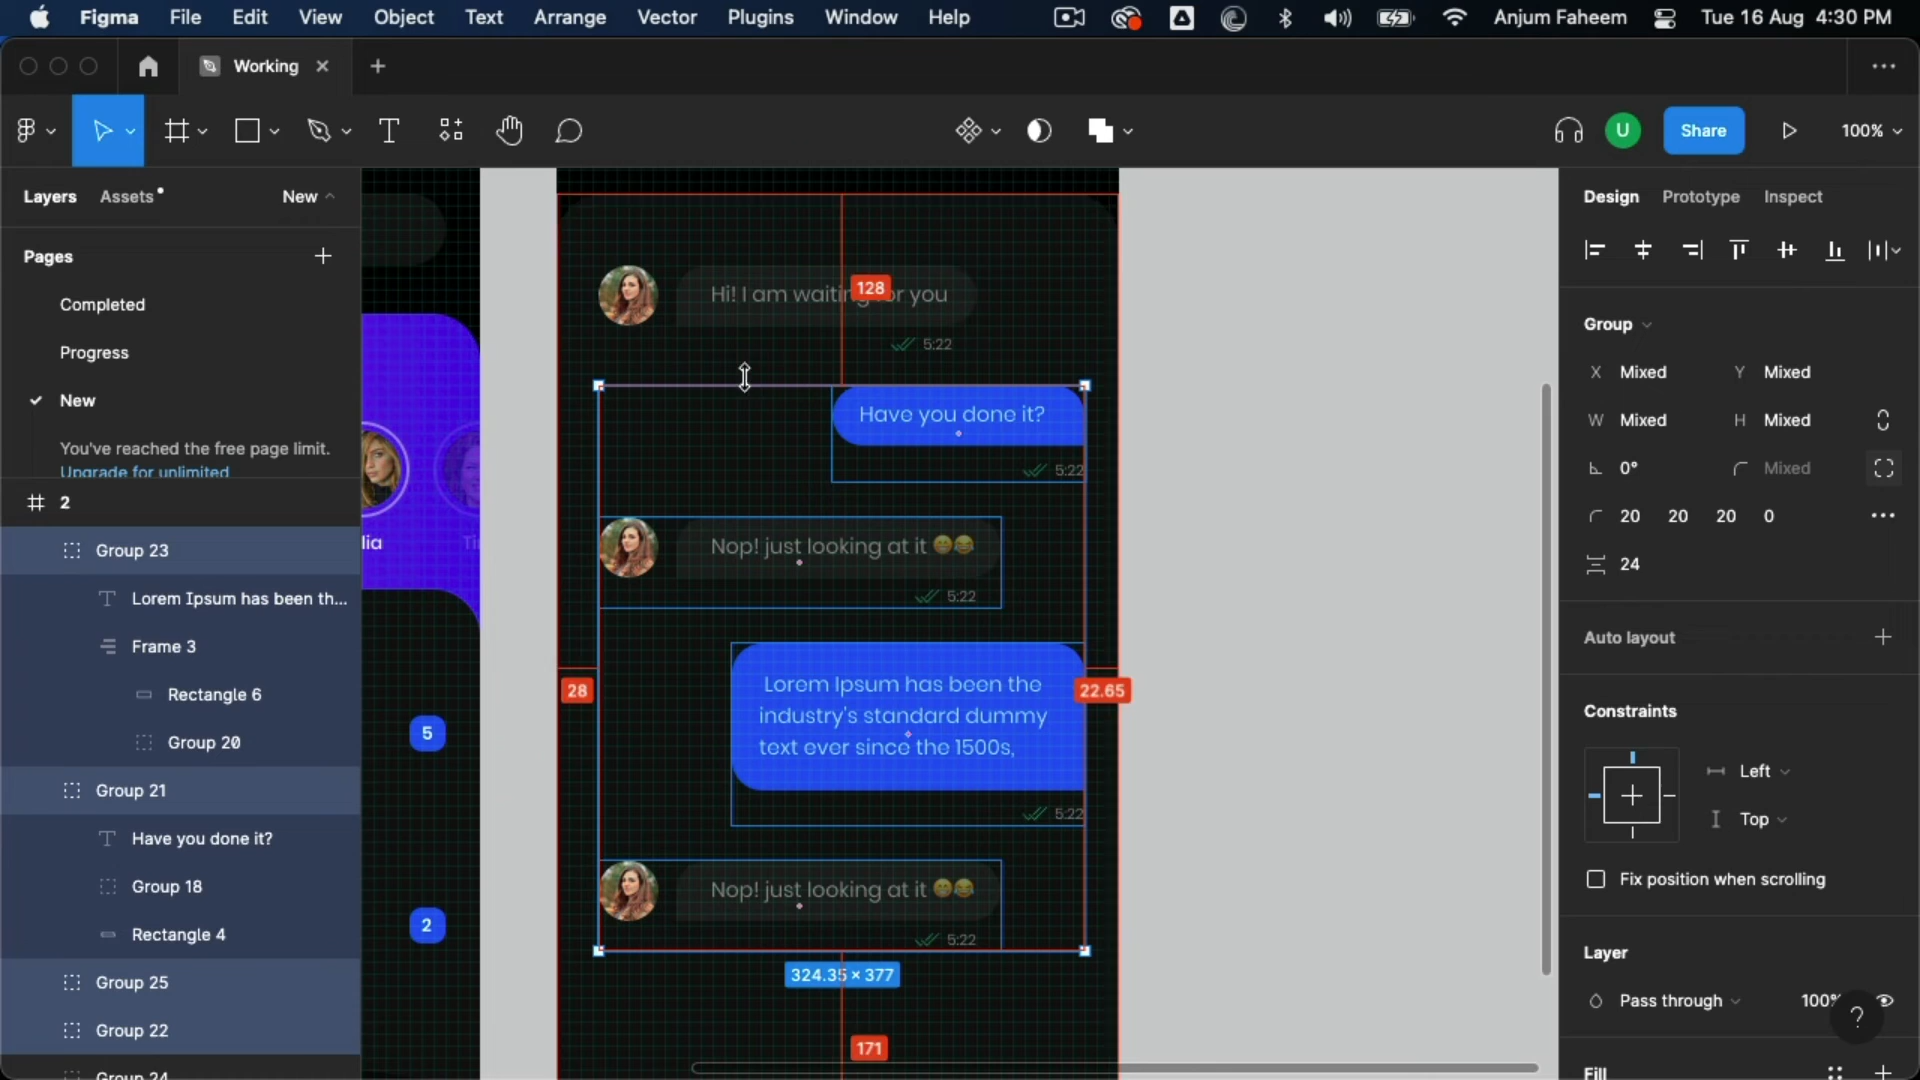 Figma File Edit View Object Text Arrange Vector Plugins Window Help Anjum Faheem Tue 16 Aug 4:30 PM
Working
Share 100%
U
Layers Assets New
Pages
Completed
Progress
New
You've reached the free page limit.
Upgrade for unlimited
2
Group 23
Lorem Ipsum has been th...
Frame 3
Rectangle 6
Group 20
Group 21
Have you done it?
Group 18
Rectangle 4
Group 25
Group 22
Group 24
lia
5
2
Hi! I am waiting for you
128
5:22
Have you done it?
5:22
Nop! just looking at it 😁😂
5:22
Lorem Ipsum has been the
industry's standard dummy
text ever since the 1500s,
28
22.65
5:22
Nop! just looking at it 😁😂
5:22
324.35 × 377
171
Design Prototype Inspect
Group
X Mixed Y Mixed
W Mixed H Mixed
0° Mixed
20 20 20 0
24
Auto layout
Constraints
Left
Top
Fix position when scrolling
Layer
Pass through 100%
?
Fill